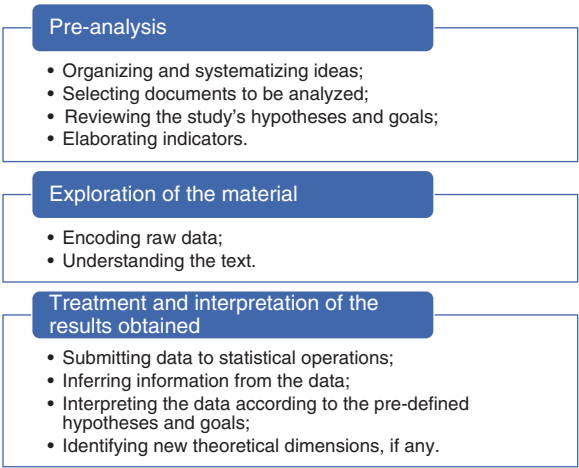 Pre-analysis
• Organizing and systematizing ideas;
• Selecting documents to be analyzed;
• Reviewing the study's hypotheses and goals;
• Elaborating indicators.
Exploration of the material
• Encoding raw data;
• Understanding the text.
Treatment and interpretation of the
results obtained
• Submitting data to statistical operations;
• Inferring information from the data;
• Interpreting the data according to the pre-defined
hypotheses and goals;
• Identifying new theoretical dimensions, if any.